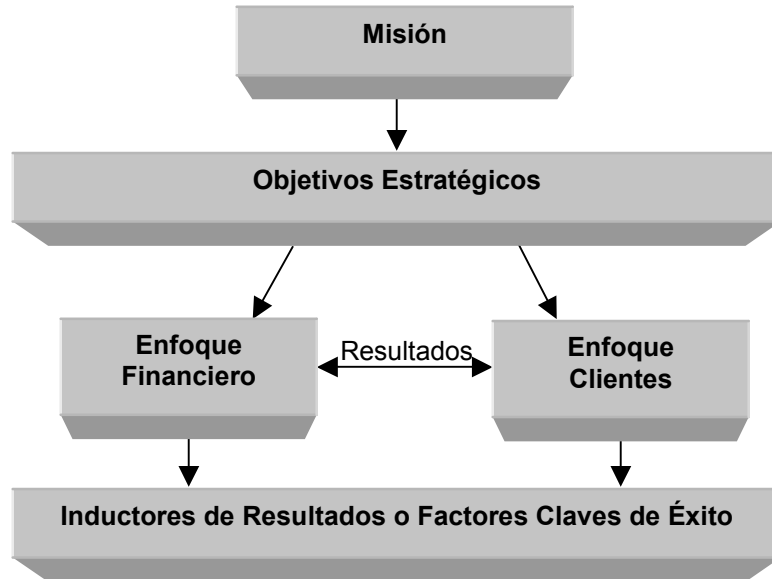 Misión
Objetivos Estratégicos
Enfoque
Financiero
Resultados
Enfoque
Clientes
Inductores de Resultados o Factores Claves de Éxito